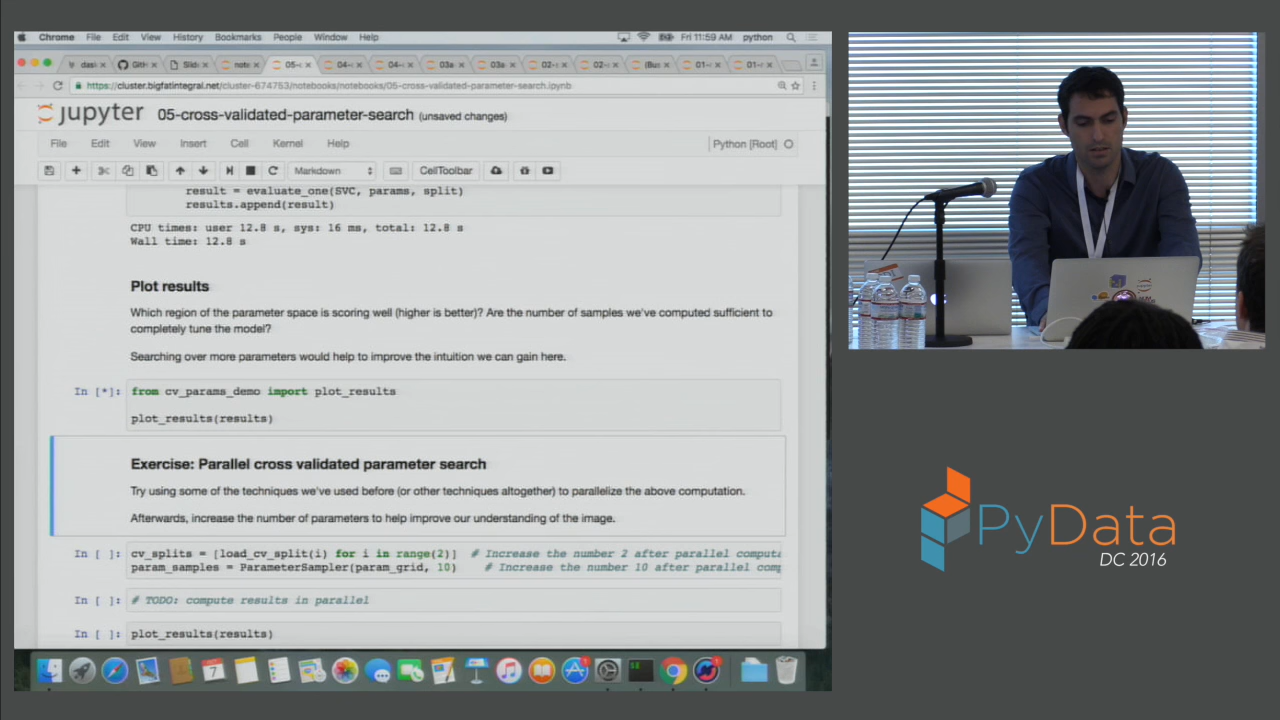 Chrome File Edit View History Bookmarks People Window Help Fri 11:59 AM python
https://cluster.bigfatintegral.net/cluster-674753/notebooks/notebooks/05-cross-validated-parameter-search.ipynb
jupyter 05-cross-validated-parameter-search (unsaved changes)
File Edit View Insert Cell Kernel Help Python [Root]
Markdown CellToolbar
result = evaluate_one(SVC, params, split)
results.append(result)
CPU times: user 12.8 s, sys: 16 ms, total: 12.8 s
Wall time: 12.8 s
Plot results
Which region of the parameter space is scoring well (higher is better)? Are the number of samples we've computed sufficient to
completely tune the model?
Searching over more parameters would help to improve the intuition we can gain here.
In [*]: from cv_params_demo import plot_results
plot_results(results)
Exercise: Parallel cross validated parameter search
Try using some of the techniques we've used before (or other techniques altogether) to parallelize the above computation.
Afterwards, increase the number of parameters to help improve our understanding of the image.
In [ ]: cv_splits = [load_cv_split(i) for i in range(2)] # Increase the number 2 after parallel computa
param_samples = ParameterSampler(param_grid, 10) # Increase the number 10 after parallel com
In [ ]: # TODO: compute results in parallel
In [ ]: plot_results(results)
PyData
DC 2016